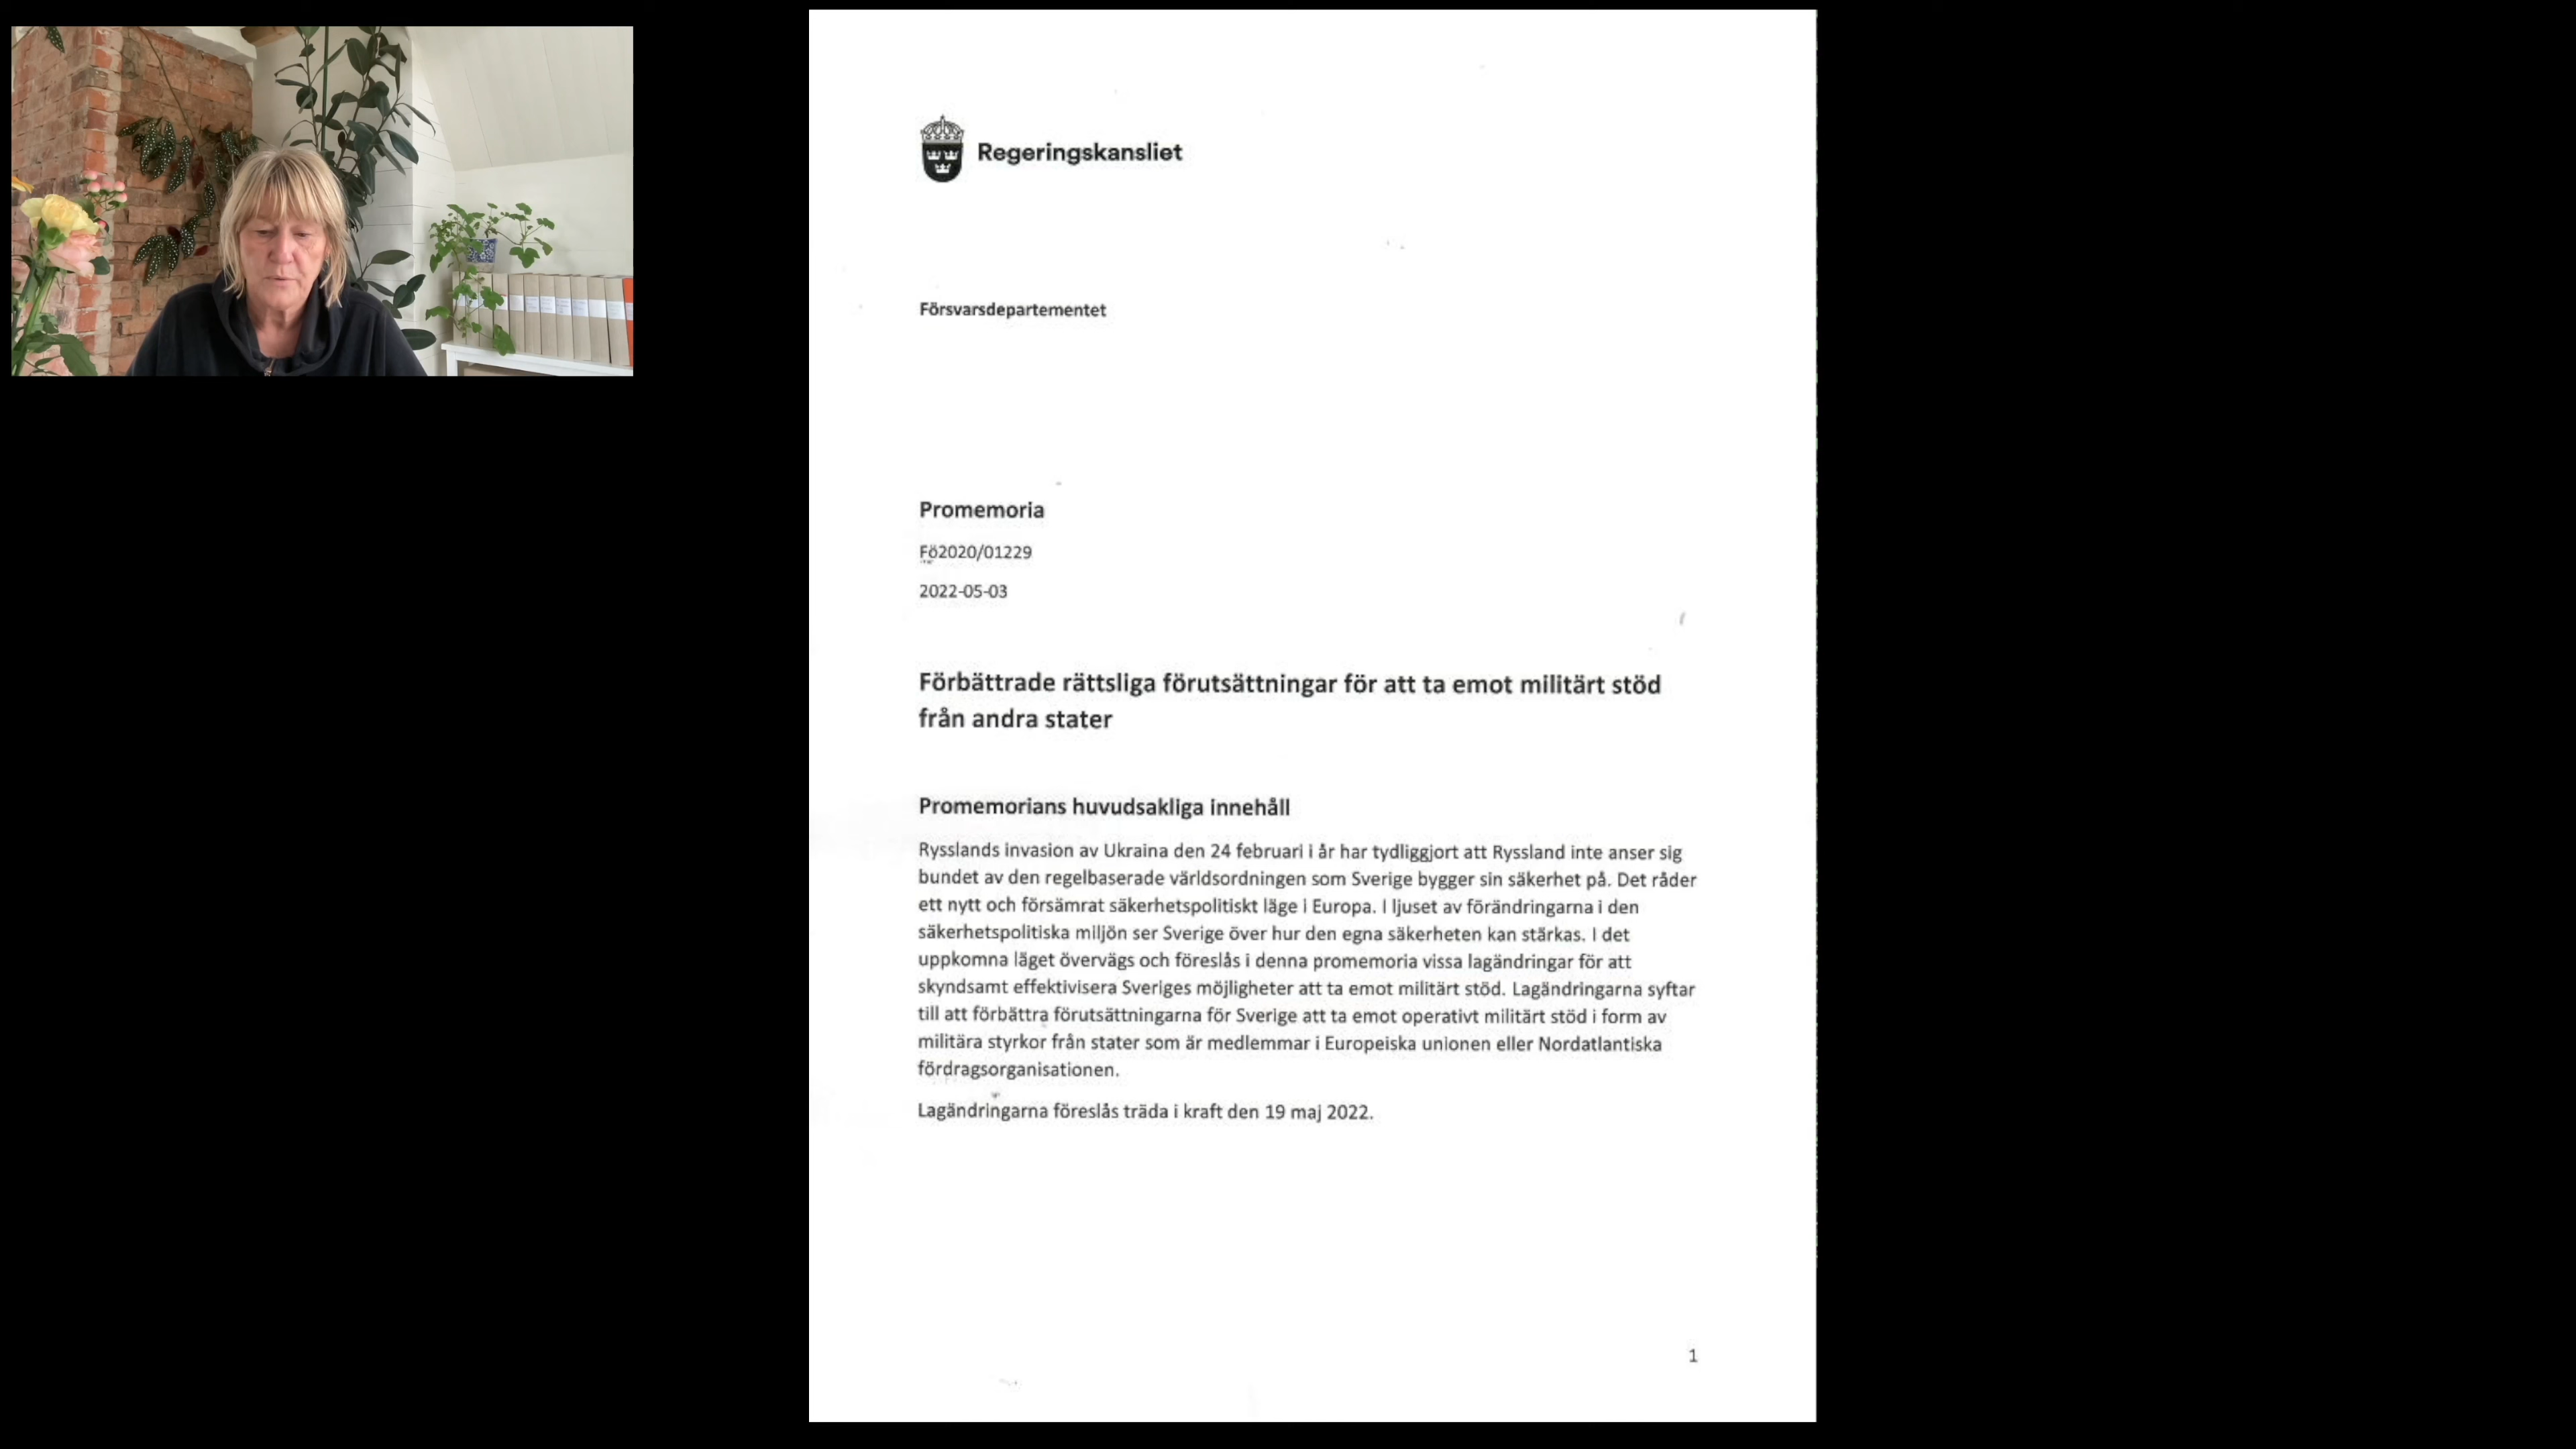 Regeringskansliet
Försvarsdepartementet
Promemoria
Fö2020/01229
2022-05-03
Förbättrade rättsliga förutsättningar för att ta emot militärt stöd
från andra stater
Promemorians huvudsakliga innehåll
Rysslands invasion av Ukraina den 24 februari i år har tydliggjort att Ryssland inte anser sig
bundet av den regelbaserade världsordningen som Sverige bygger sin säkerhet på. Det råder
ett nytt och försämrat säkerhetspolitiskt läge i Europa. I ljuset av förändringarna i den
säkerhetspolitiska miljön ser Sverige över hur den egna säkerheten kan stärkas. I det
uppkomna läget övervägs och föreslås i denna promemoria vissa lagändringar för att
skyndsamt effektivisera Sveriges möjligheter att ta emot militärt stöd. Lagändringarna syftar
till att förbättra förutsättningarna för Sverige att ta emot operativt militärt stöd i form av
militära styrkor från stater som är medlemmar i Europeiska unionen eller Nordatlantiska
fördragsorganisationen.
Lagändringarna föreslås träda i kraft den 19 maj 2022.
1